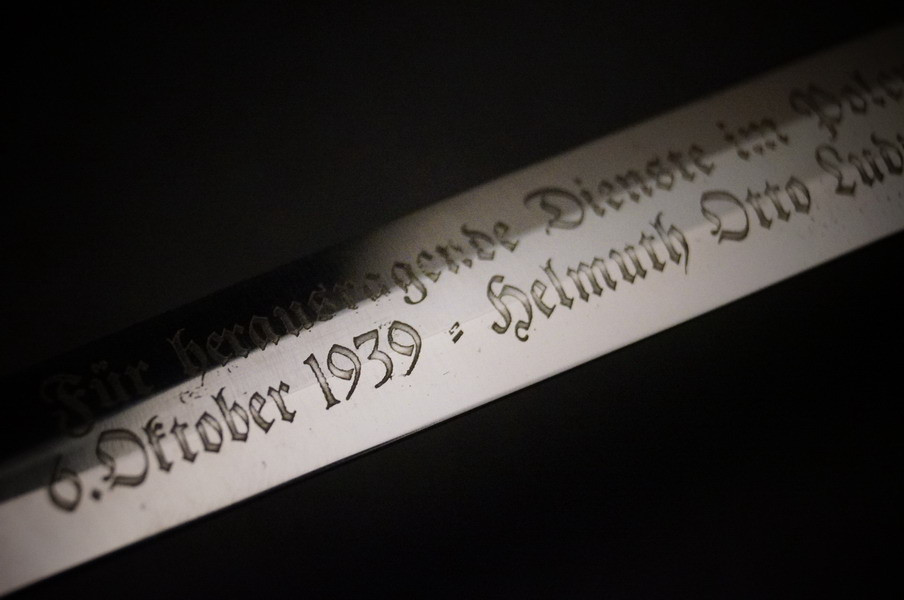 Für herausragende Dienste im
6. Oktober 1939 - Helmuth Otto